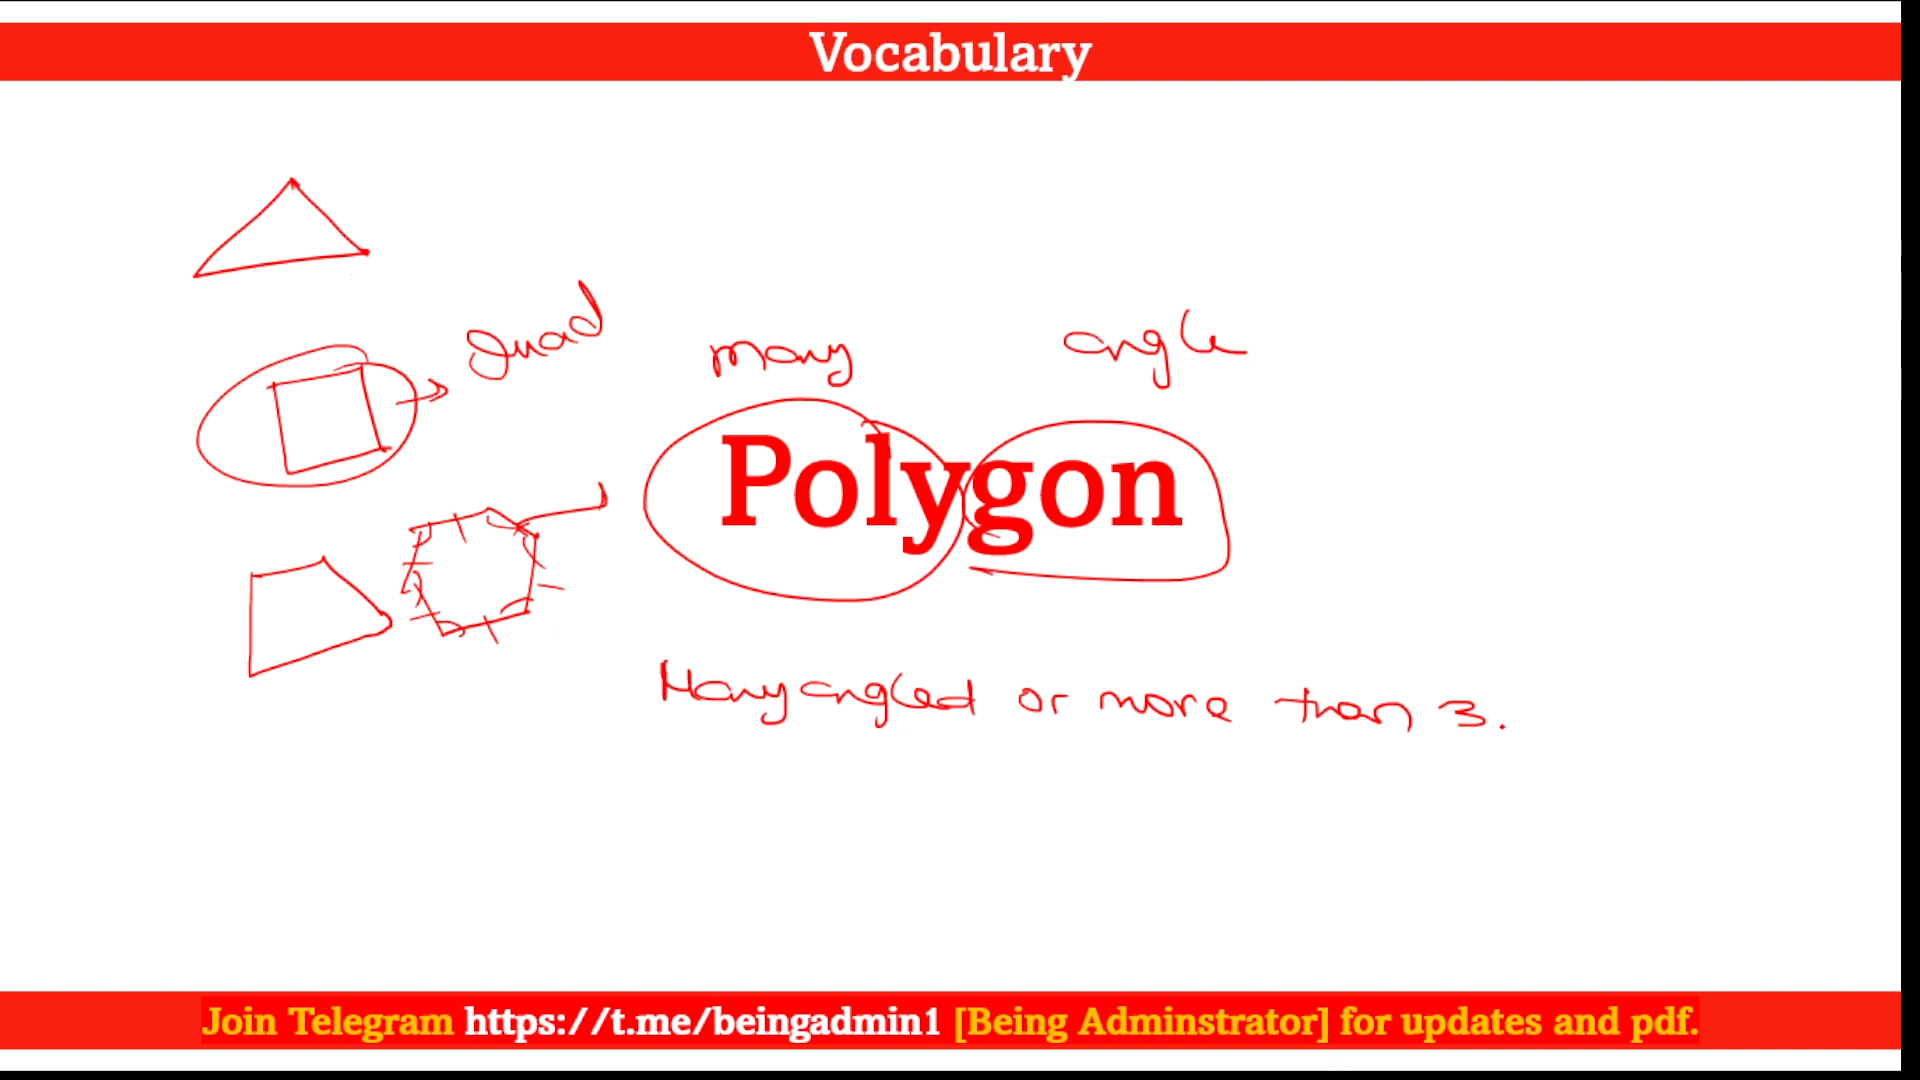 Vocabulary
Quad
many angle
Polygon
Many angled or more than 3.
Join Telegram https://t.me/beingadmin1 [Being Adminstrator] for updates and pdf.